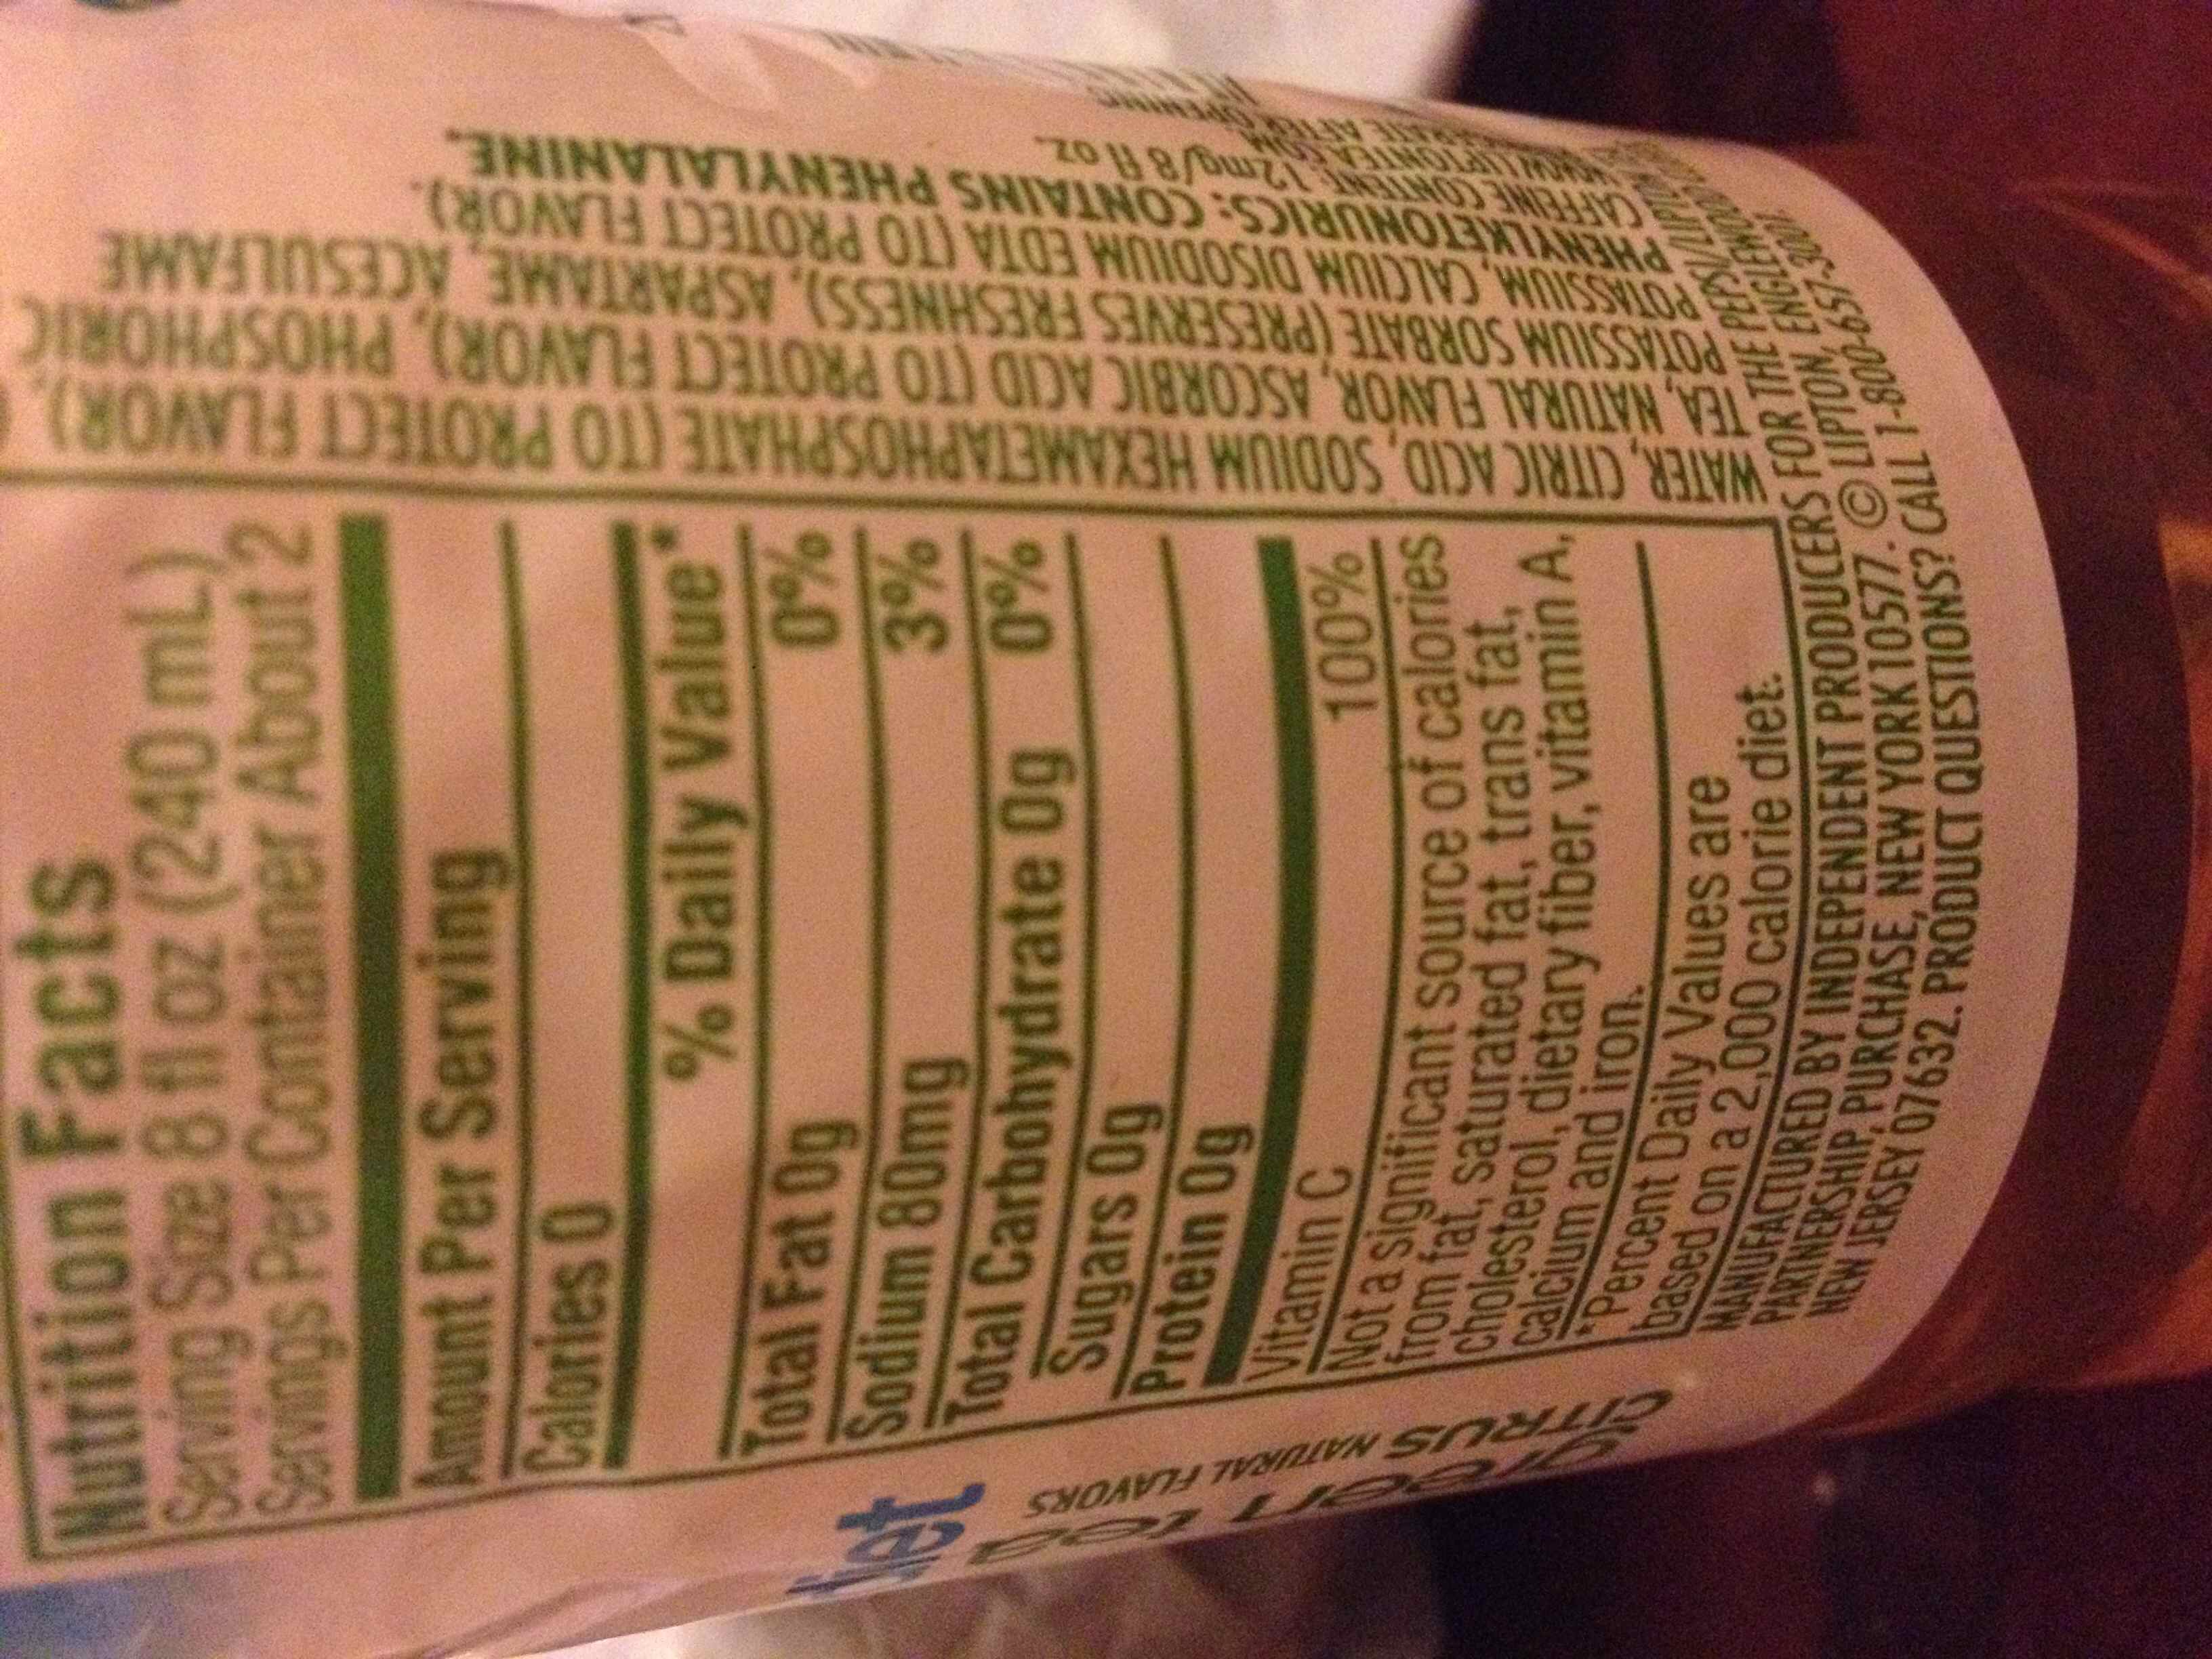 Nutrition Facts
Serving Size 8 fl oz (240 mL)
Servings Per Container About 2
Amount Per Serving
Calories 0
% Daily Value*
Total Fat 0g 0%
Sodium 80mg 3%
Total Carbohydrate 0g 0%
Sugars 0g
Protein 0g
Vitamin C 100%
Not a significant source of calories
from fat, saturated fat, trans fat,
cholesterol, dietary fiber, vitamin A,
calcium and iron.
*Percent Daily Values are
based on a 2,000 calorie diet.
MANUFACTURED BY INDEPENDENT PRODUCERS FOR THE PEPSI/LIPTON
PARTNERSHIP, PURCHASE, NEW YORK 10577. © LIPTON, ENGLEWOOD
NEW JERSEY 07632. PRODUCT QUESTIONS? CALL 1-800-657-3001.
WATER, CITRIC ACID, SODIUM HEXAMETAPHOSPHATE (TO PROTECT FLAVOR),
TEA, NATURAL FLAVOR, ASCORBIC ACID (TO PROTECT FLAVOR), PHOSPHORIC
POTASSIUM SORBATE (PRESERVES FRESHNESS), ASPARTAME, ACESULFAME
POTASSIUM, CALCIUM DISODIUM EDTA (TO PROTECT FLAVOR).
PHENYLKETONURICS: CONTAINS PHENYLALANINE.
CAFFEINE CONTENT: 12mg/8 fl oz.
diet
green tea
CITRUS NATURAL FLAVORS